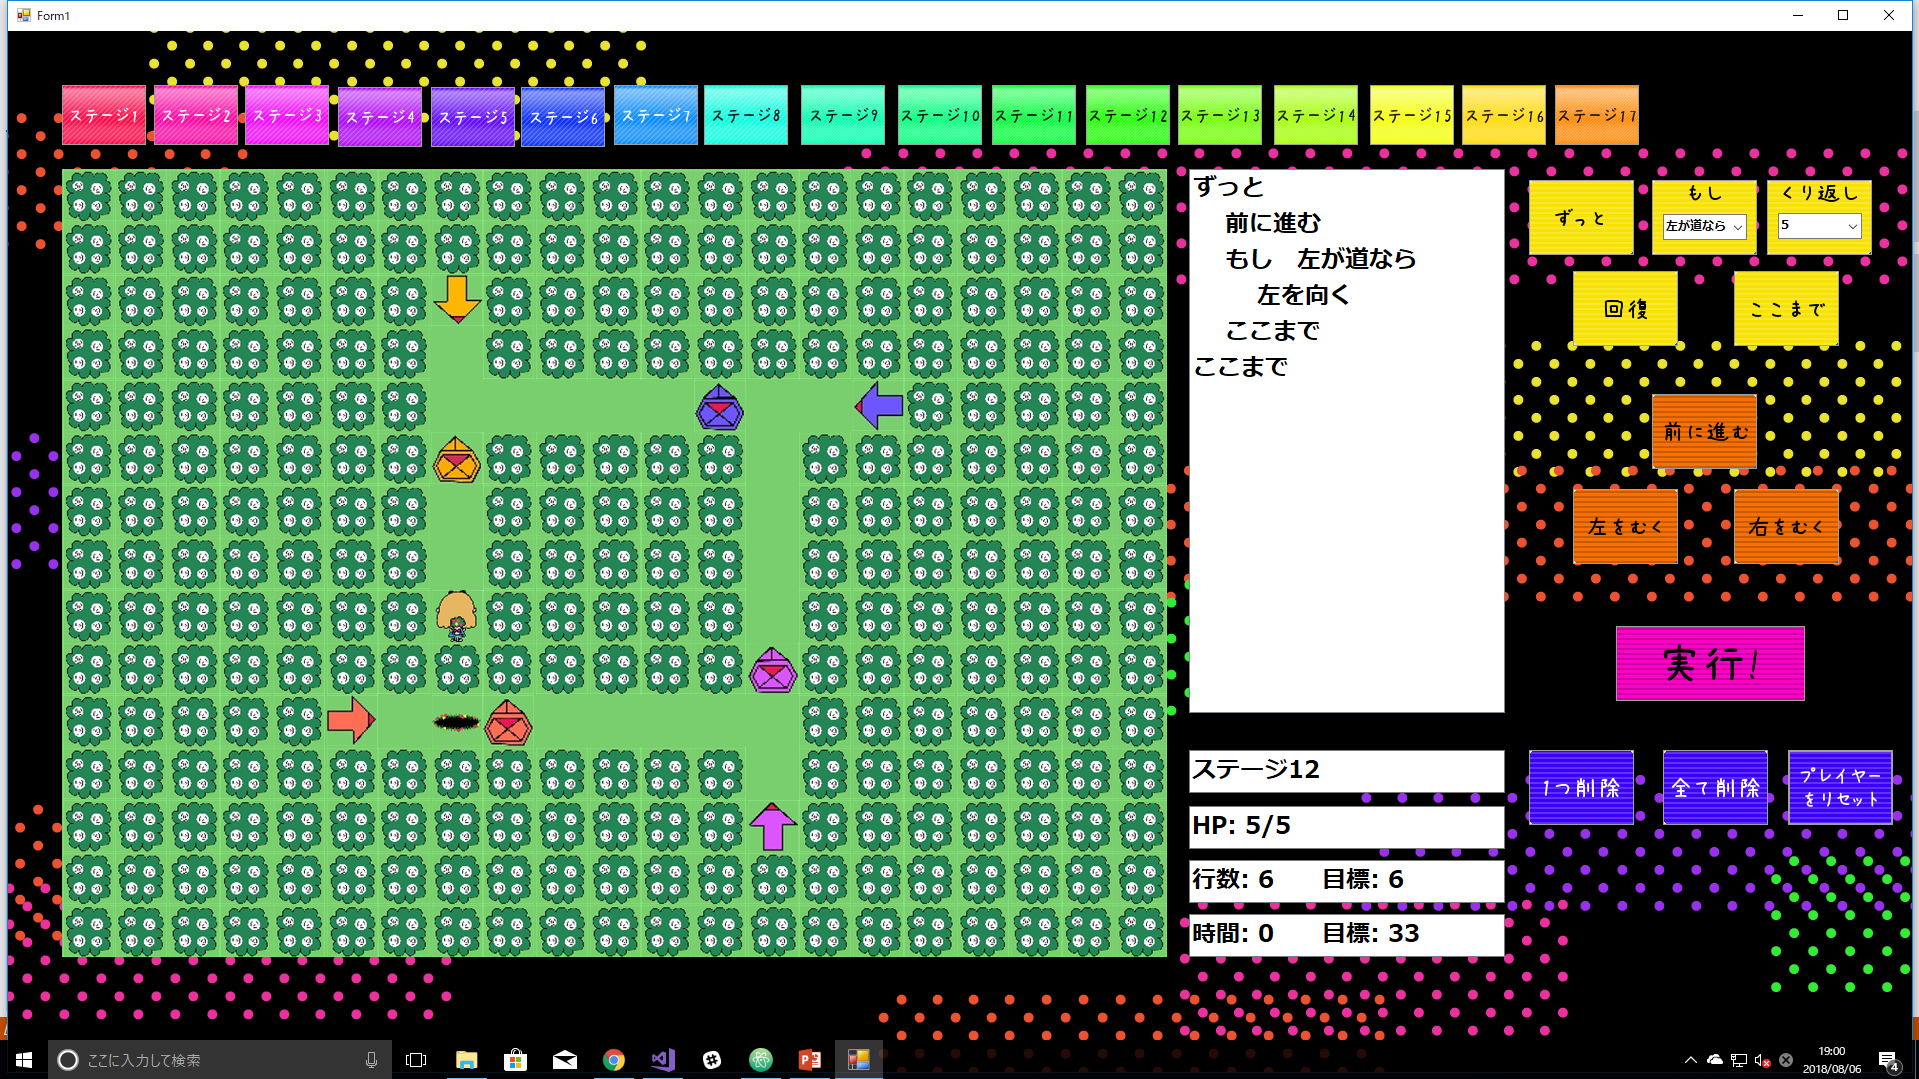 Form1
ステージ1 ステージ2 ステージ3 ステージ4 ステージ5 ステージ6 ステージ7 ステージ8 ステージ9 ステージ10 ステージ11 ステージ12 ステージ13 ステージ14 ステージ15 ステージ16 ステージ17
ずっと
前に進む
もし 左が道なら
左を向く
ここまで
ここまで
ずっと
もし
左が道なら
くり返し
5
回復
ここまで
前に進む
左をむく
右をむく
実行!
ステージ12
HP: 5/5
行数: 6 目標: 6
時間: 0 目標: 33
1つ削除
全て削除
プレイヤー
をリセット
ここに入力して検索
19:00
2018/08/06
4